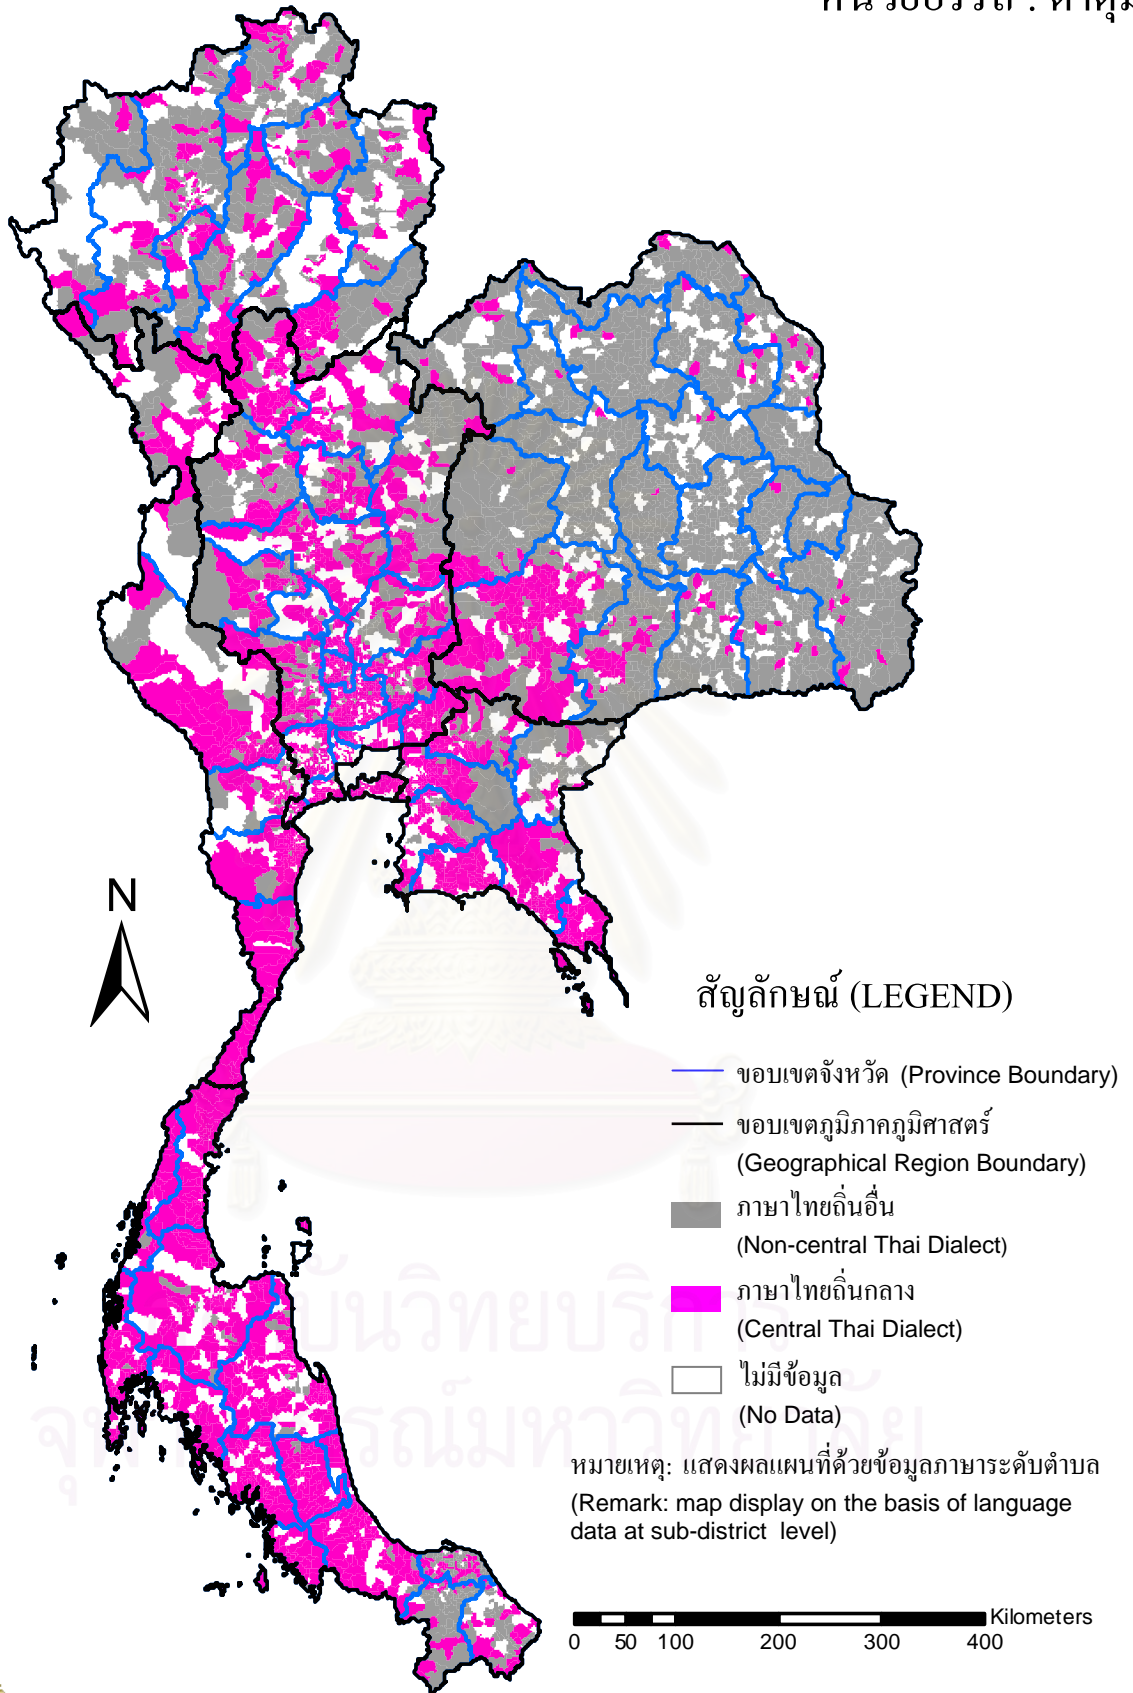 N
สัญลักษณ์ (LEGEND)
ขอบเขตจังหวัด (Province Boundary)
ขอบเขตภูมิภาคภูมิศาสตร์
(Geographical Region Boundary)
ภาษาไทยถิ่นอื่น
(Non-central Thai Dialect)
ภาษาไทยถิ่นกลาง
(Central Thai Dialect)
ไม่มีข้อมูล
(No Data)
หมายเหตุ: แสดงผลแผนที่ด้วยข้อมูลภาษาระดับตำบล
(Remark: map display on the basis of language
data at sub-district level)
Kilometers
0 50 100 200 300 400